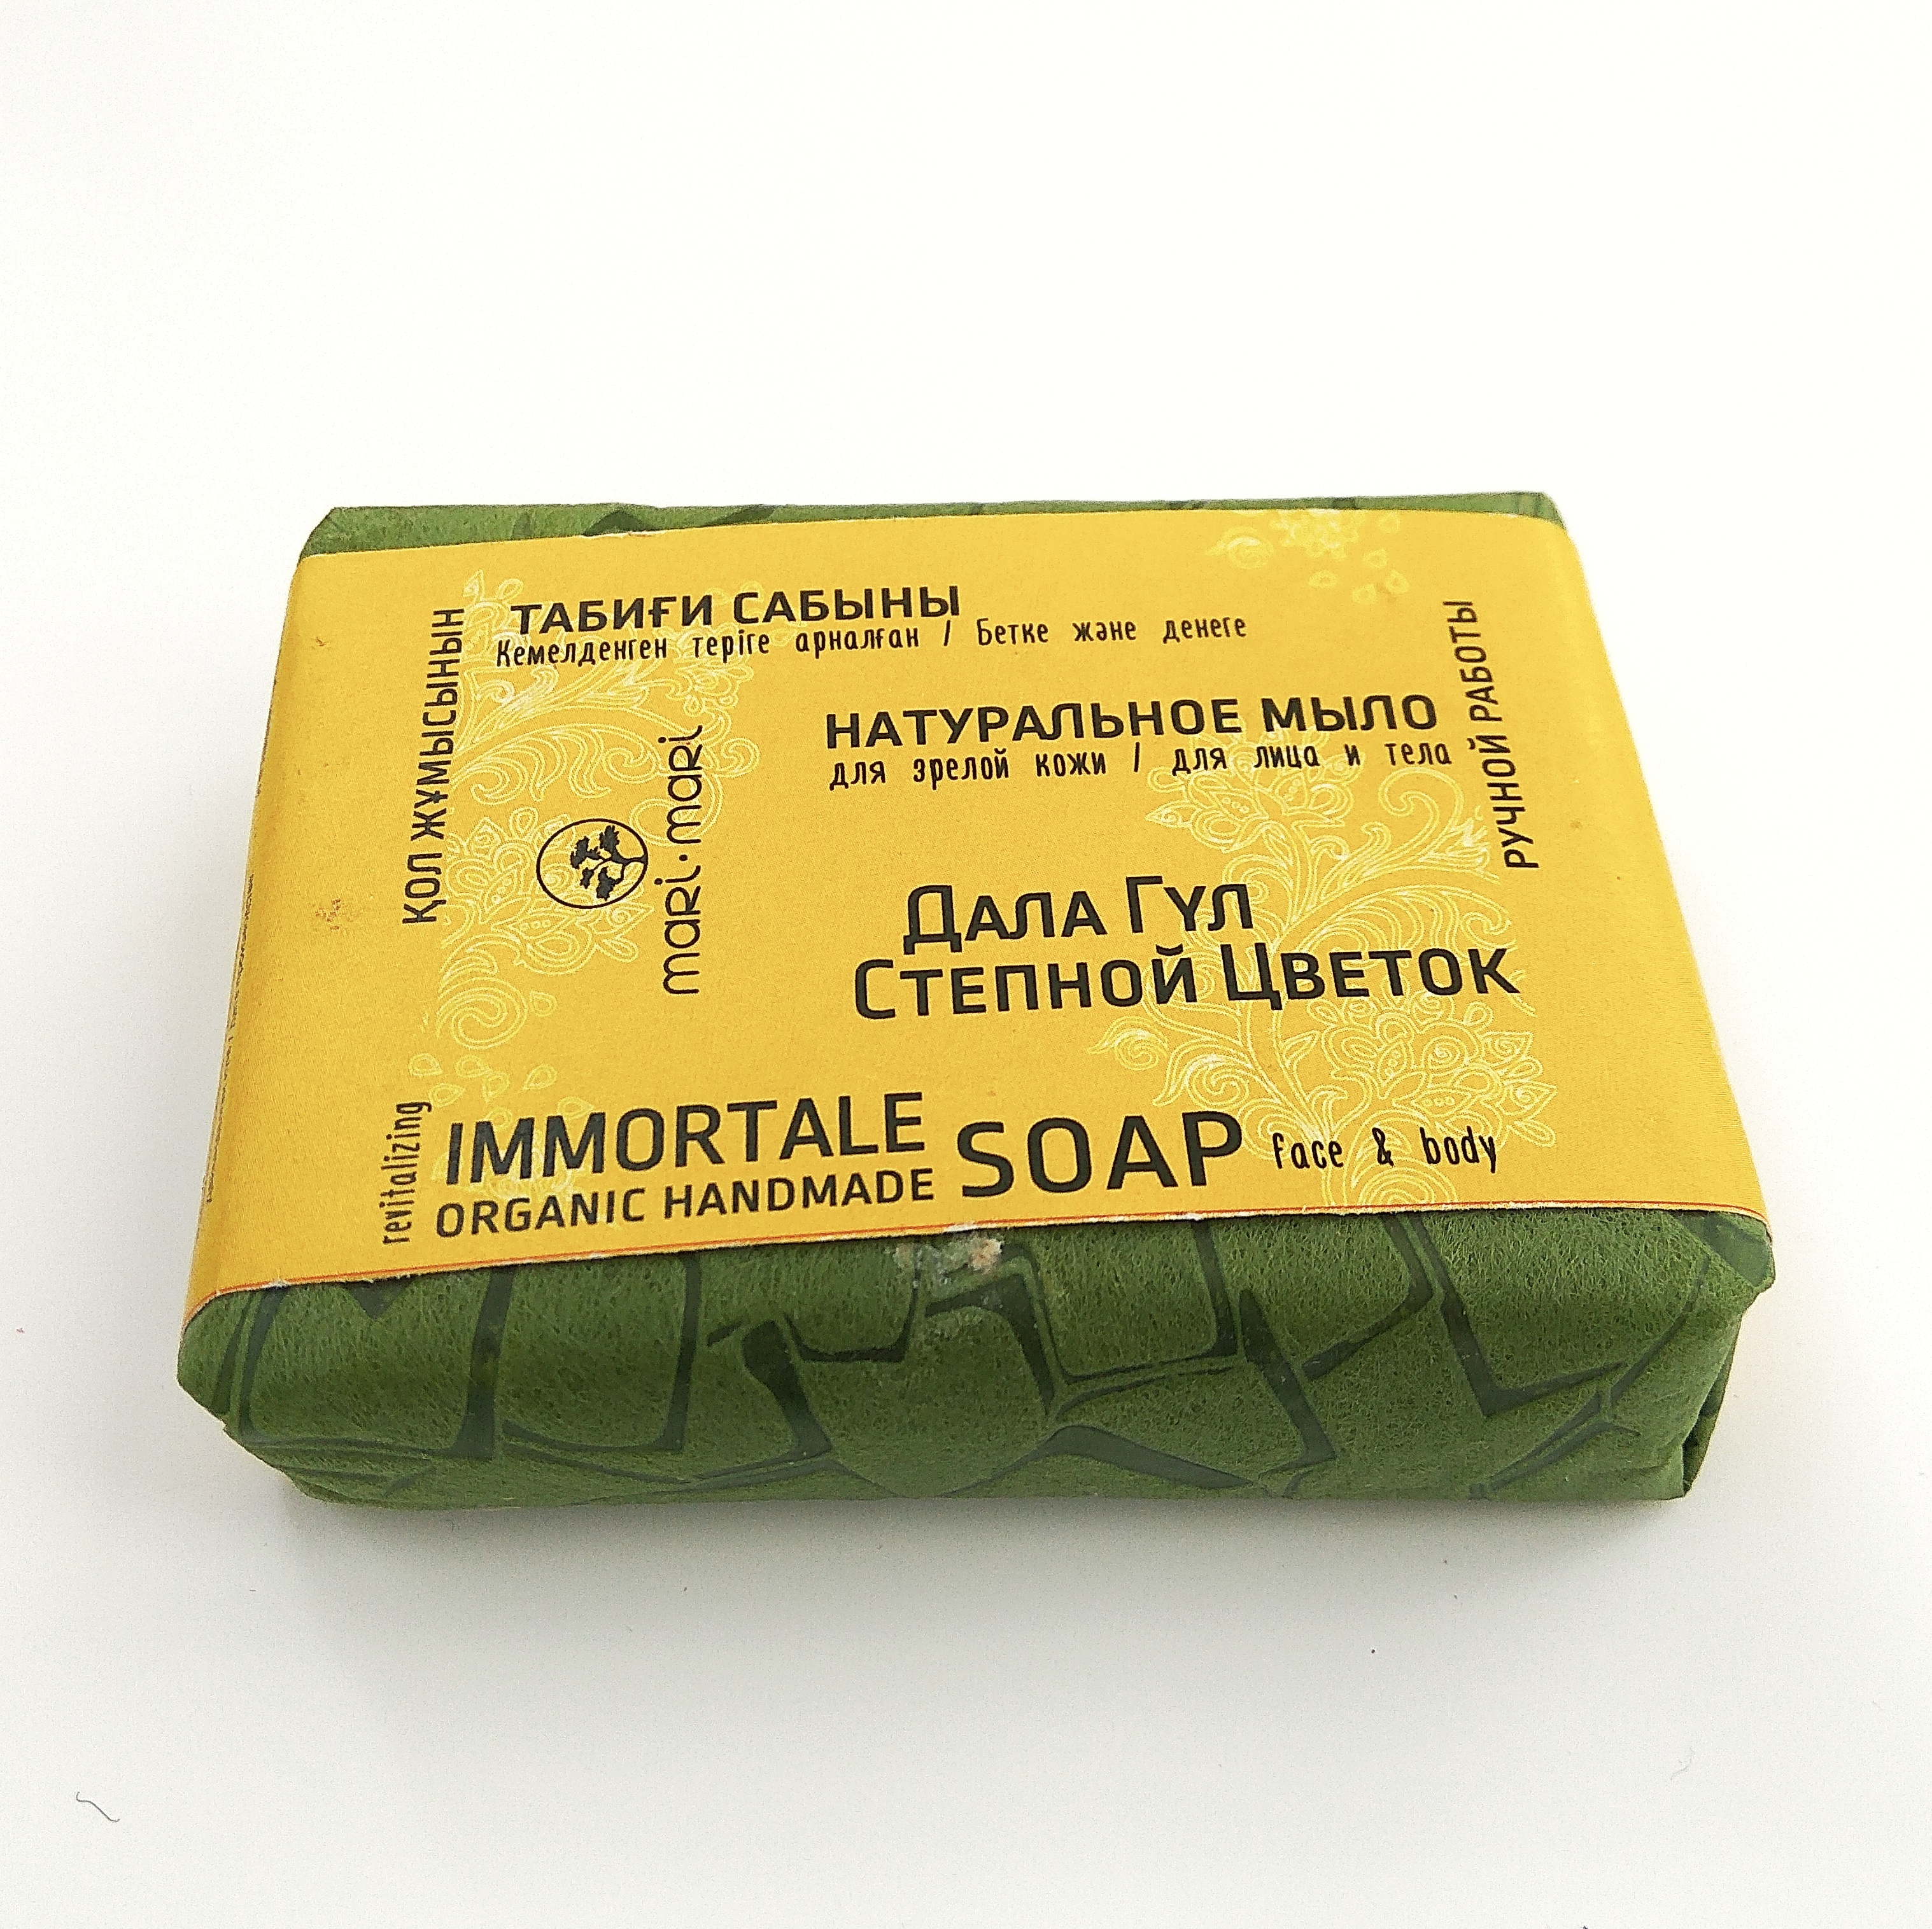 ТАБИҒИ САБЫНЫ
Кемелденген теріге арналған / Бетке және денеге
ҚОЛ ЖҰМЫСЫНЫН
НАТУРАЛЬНОЕ МЫЛО
для зрелой кожи / для лица и тела
РУЧНОЙ РАБОТЫ
mari·mari
Дала Гүл
Степной Цветок
revitalizing
IMMORTALE
ORGANIC HANDMADE
SOAP face & body